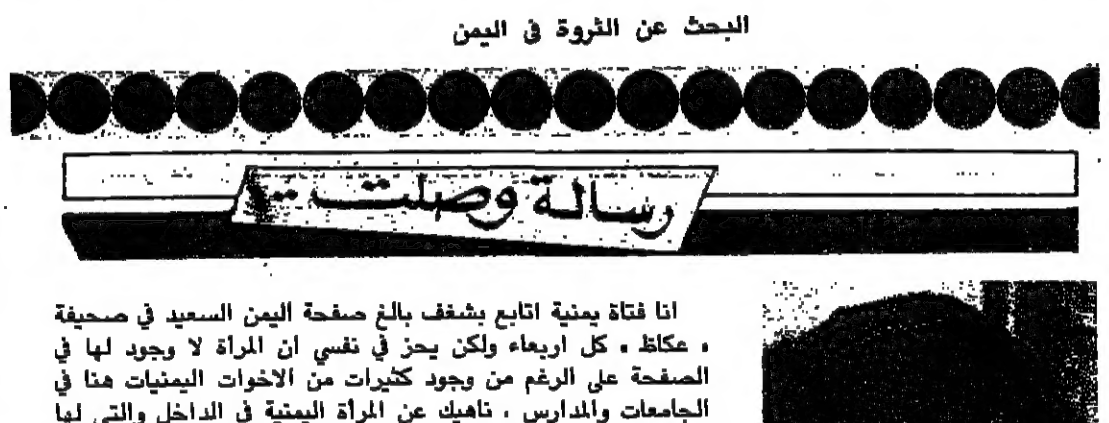 البحث عن الثروة في اليمن
رسالة وصلت
انا فتاة يمنية اتابع بشغف بالغ صفحة اليمن السعيد في صحيفة
« عكاظ » كل اربعاء ولكن يحز في نفسي ان المرأة لا وجود لها في
الصفحة على الرغم من وجود كثيرات من الاخوات اليمنيات هنا في
الجامعات والمدارس ، ناهيك عن المرأة اليمنية في الداخل والتي لها